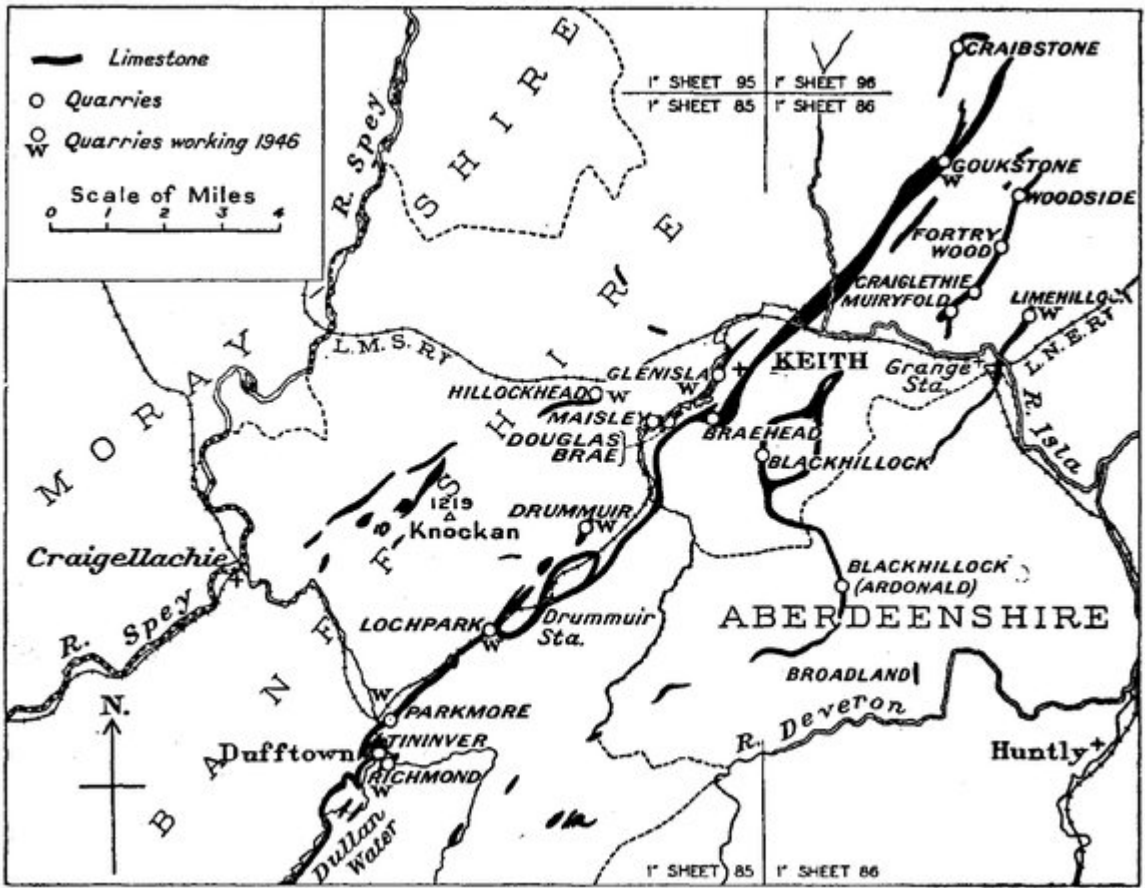 Limestone
Quarries
W Quarries working 1946
Scale of Miles
0 1 2 3 4
1" SHEET 95 1" SHEET 96
1" SHEET 85 1" SHEET 86
CRAIBSTONE
GOUKSTONE
W
WOODSIDE
FORTRY
WOOD
CRAIGLETHIE
MUIRYFOLD
LIMEHILLOCK
W
R. Spey
L.M.S. RY
L.N.E.RY
KEITH
Grange
Sta.
R. Isla
GLENISLA
W
HILLOCKHEAD W
MAISLEY
DOUGLAS
BRAE
BRAEHEAD
BLACKHILLOCK
MORAY
BANFFSHIRE
SHIRE
1219
Knockan
DRUMMUIR
W
Craigellachie
BLACKHILLOCK
(ARDONALD)
ABERDEENSHIRE
R. Spey
LOCHPARK
W
Drummuir
Sta.
BROADLAND
N.
W
PARKMORE
R. Deveron
Dufftown
TININVER
RICHMOND
W
Huntly
Dullan
Water
1" SHEET 85 1" SHEET 86